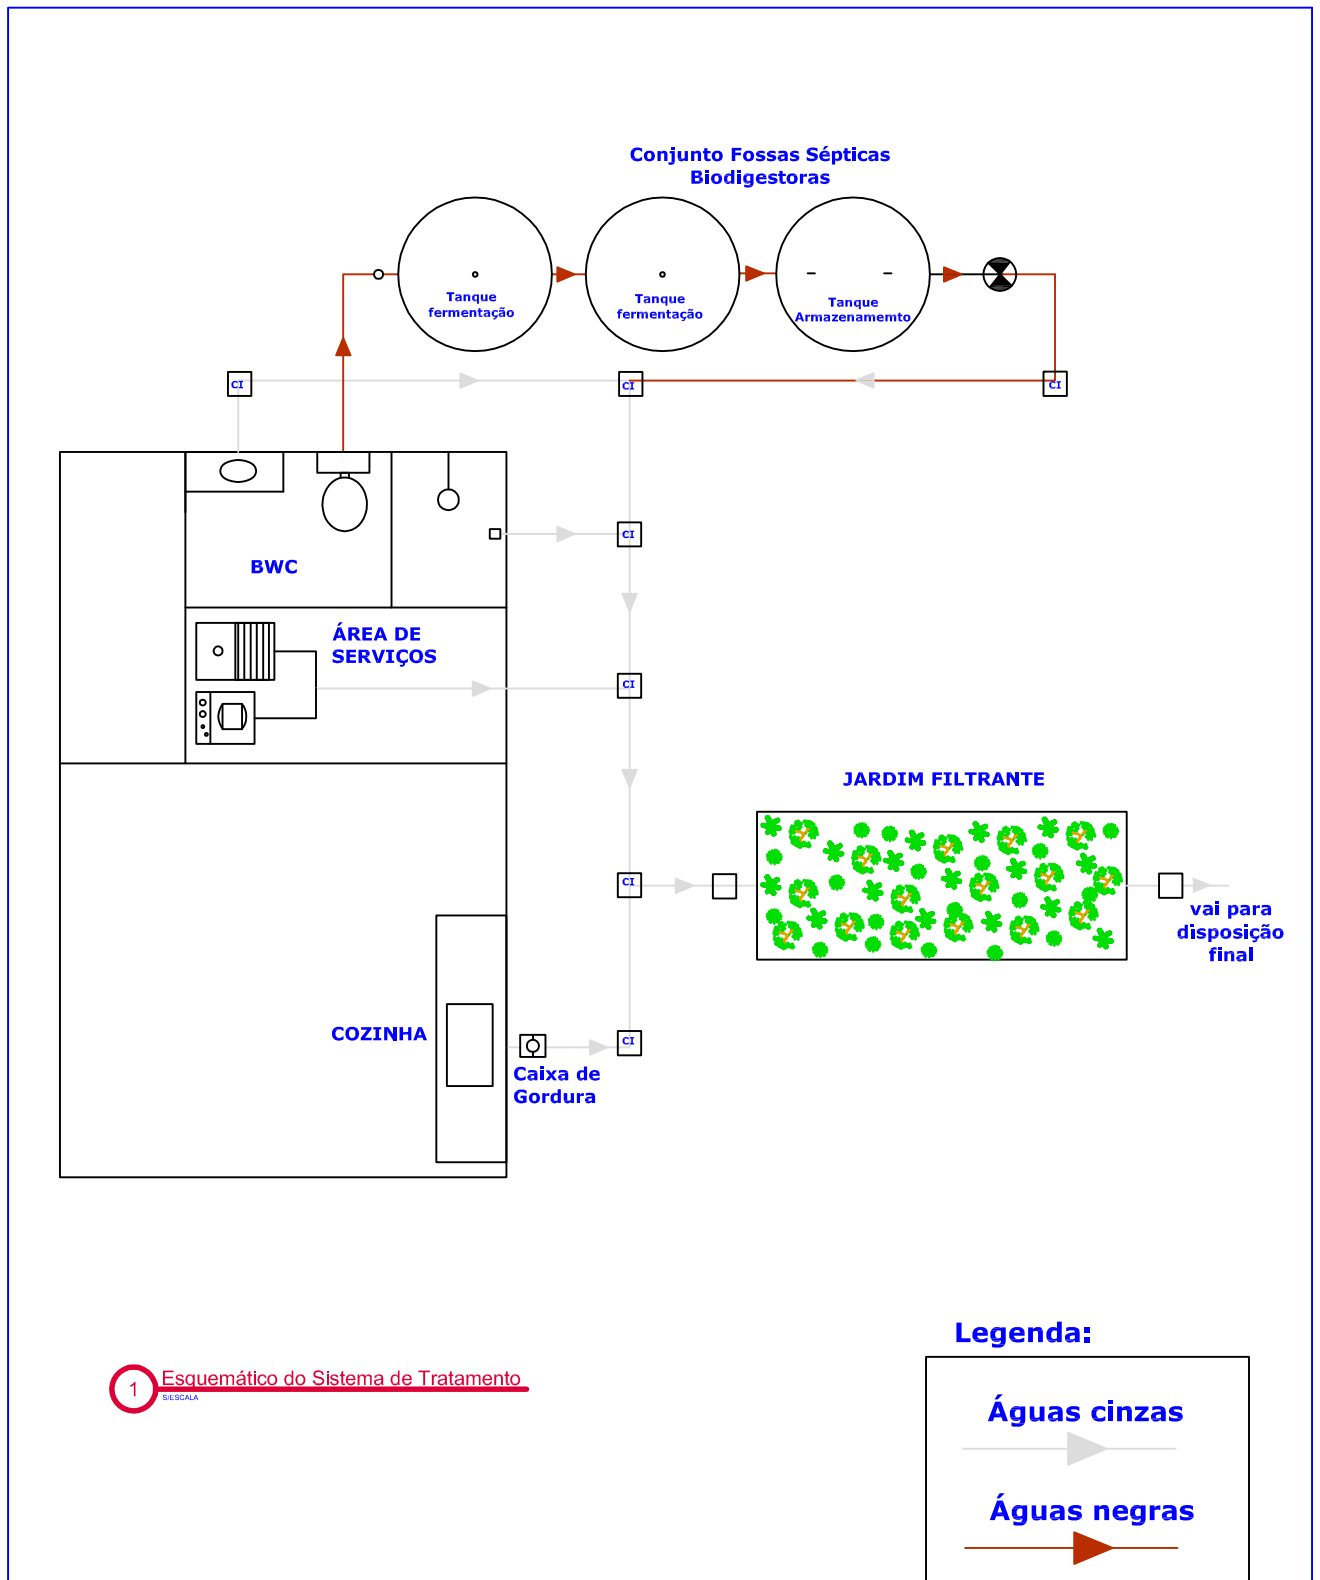 Conjunto Fossas Sépticas
Biodigestoras
Tanque
fermentação
Tanque
fermentação
Tanque
Armazenamemto
CI
CI
CI
CI
BWC
ÁREA DE
SERVIÇOS
CI
JARDIM FILTRANTE
CI
vai para
disposição
final
COZINHA
CI
Caixa de
Gordura
Legenda:
1
Esquemático do Sistema de Tratamento
S/ESCALA
Águas cinzas
Águas negras